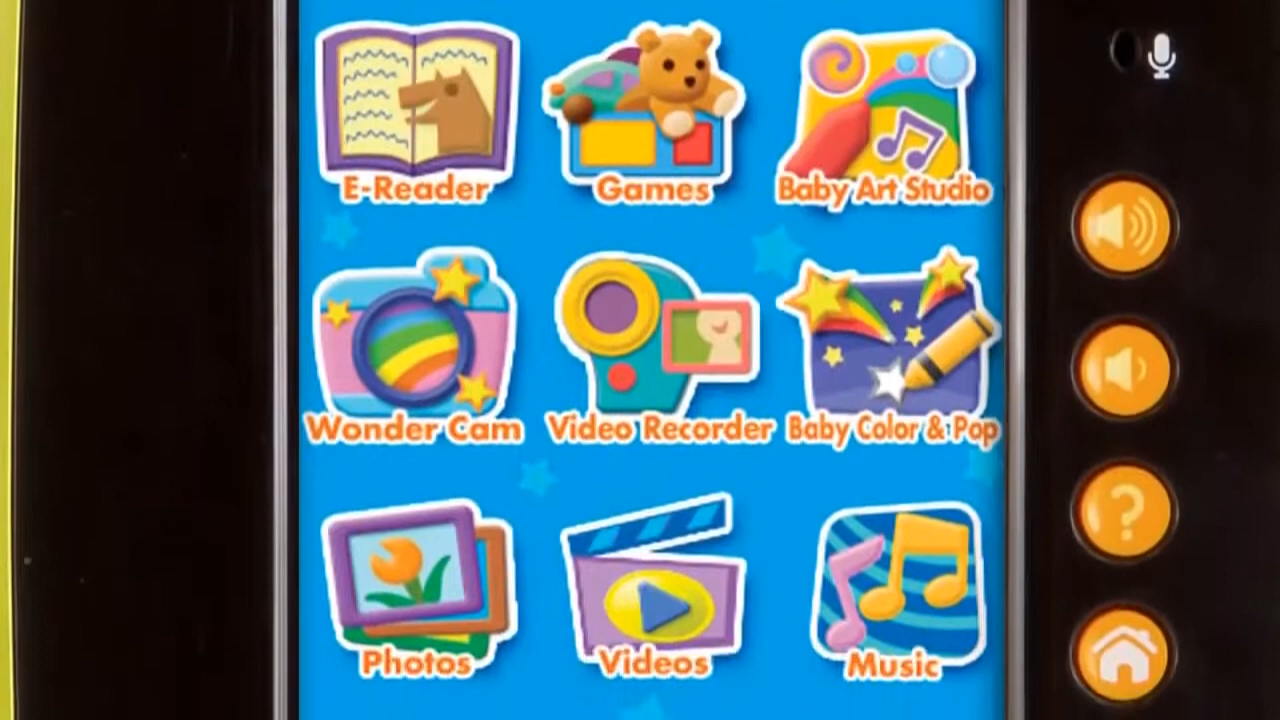 E-Reader
Games
Baby Art Studio
Wonder Cam
Video Recorder
Baby Color & Pop
Photos
Videos
Music
?